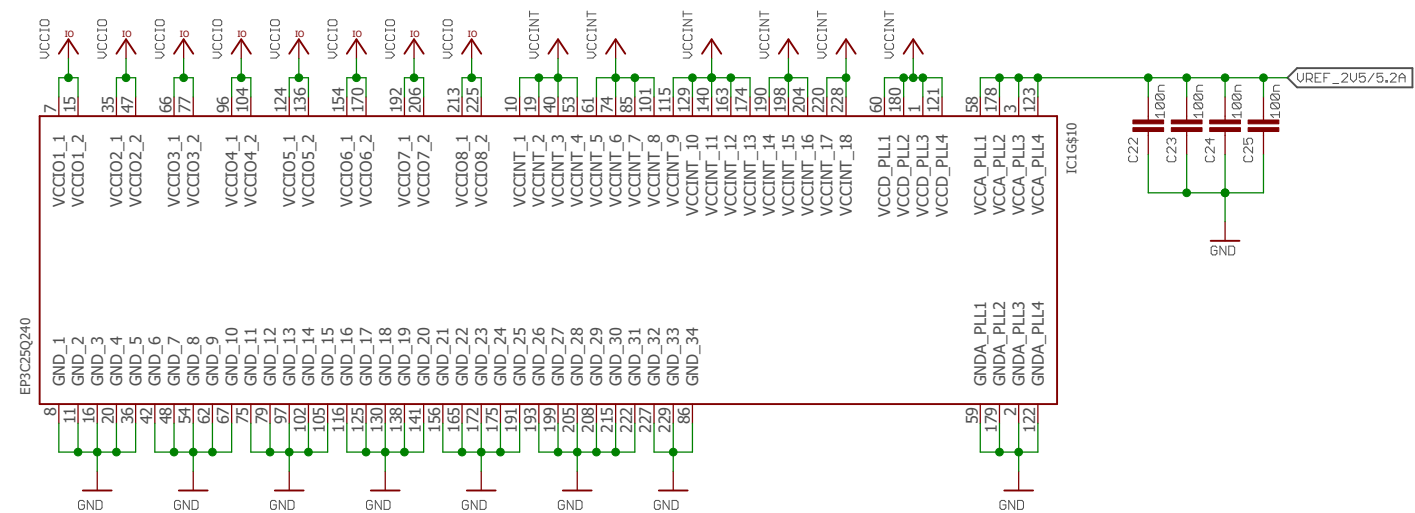 VCCIO IO VCCIO IO VCCIO IO VCCIO IO VCCIO IO VCCIO IO VCCIO IO VCCIO IO VCCINT VCCINT VCCINT VCCINT VCCINT VCCINT
7 15 35 47 66 77 96 104 124 136 154 170 192 206 213 225 10 19 40 53 61 74 85 101 115 129 140 163 174 190 198 204 220 228 60 180 1 121 58 178 3 123
VREF_2V5/5.2A
100n 100n 100n 100n
C22 C23 C24 C25
GND
IC1G$10
VCCIO1_1 VCCIO1_2 VCCIO2_1 VCCIO2_2 VCCIO3_1 VCCIO3_2 VCCIO4_1 VCCIO4_2 VCCIO5_1 VCCIO5_2 VCCIO6_1 VCCIO6_2 VCCIO7_1 VCCIO7_2 VCCIO8_1 VCCIO8_2 VCCINT_1 VCCINT_2 VCCINT_3 VCCINT_4 VCCINT_5 VCCINT_6 VCCINT_7 VCCINT_8 VCCINT_9 VCCINT_10 VCCINT_11 VCCINT_12 VCCINT_13 VCCINT_14 VCCINT_15 VCCINT_16 VCCINT_17 VCCINT_18 VCCD_PLL1 VCCD_PLL2 VCCD_PLL3 VCCD_PLL4 VCCA_PLL1 VCCA_PLL2 VCCA_PLL3 VCCA_PLL4
EP3C25Q240
GND_1 GND_2 GND_3 GND_4 GND_5 GND_6 GND_7 GND_8 GND_9 GND_10 GND_11 GND_12 GND_13 GND_14 GND_15 GND_16 GND_17 GND_18 GND_19 GND_20 GND_21 GND_22 GND_23 GND_24 GND_25 GND_26 GND_27 GND_28 GND_29 GND_30 GND_31 GND_32 GND_33 GND_34 GNDA_PLL1 GNDA_PLL2 GNDA_PLL3 GNDA_PLL4
8 11 16 20 36 42 48 54 62 67 75 79 97 102 105 116 125 130 138 141 156 165 172 175 191 193 199 205 208 215 222 227 229 86 59 179 2 122
GND GND GND GND GND GND GND GND